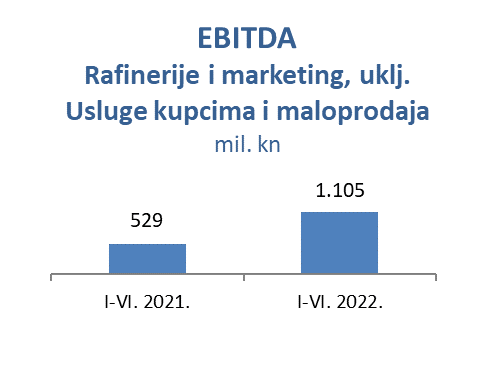 EBITDA
Rafinerije i marketing, uklj.
Usluge kupcima i maloprodaja
mil. kn
529
1.105
I-VI. 2021.
I-VI. 2022.